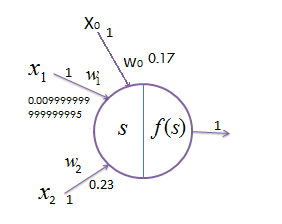 X₀ 1
w₀ 0.17
x₁ 1 w₁
0.009999999
999999995
s f(s) 1
w₂
0.23
x₂ 1